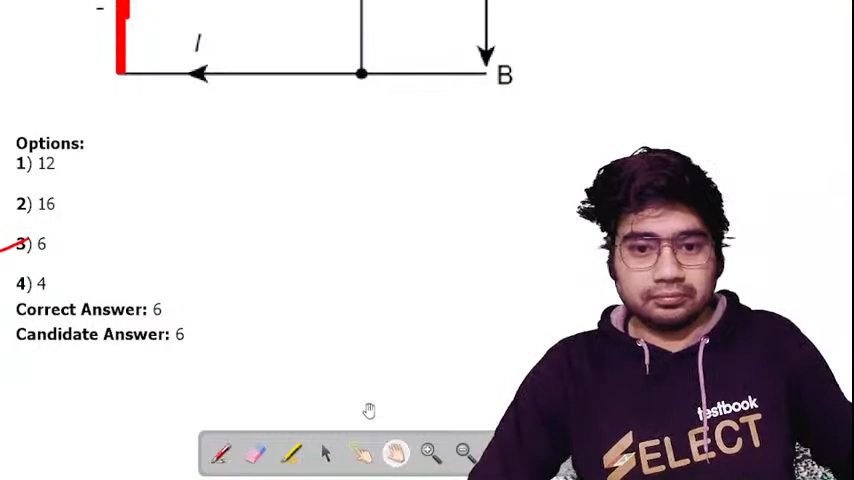 -
I
B
Options:
1) 12
2) 16
3) 6
4) 4
Correct Answer: 6
Candidate Answer: 6
testbook
SELECT